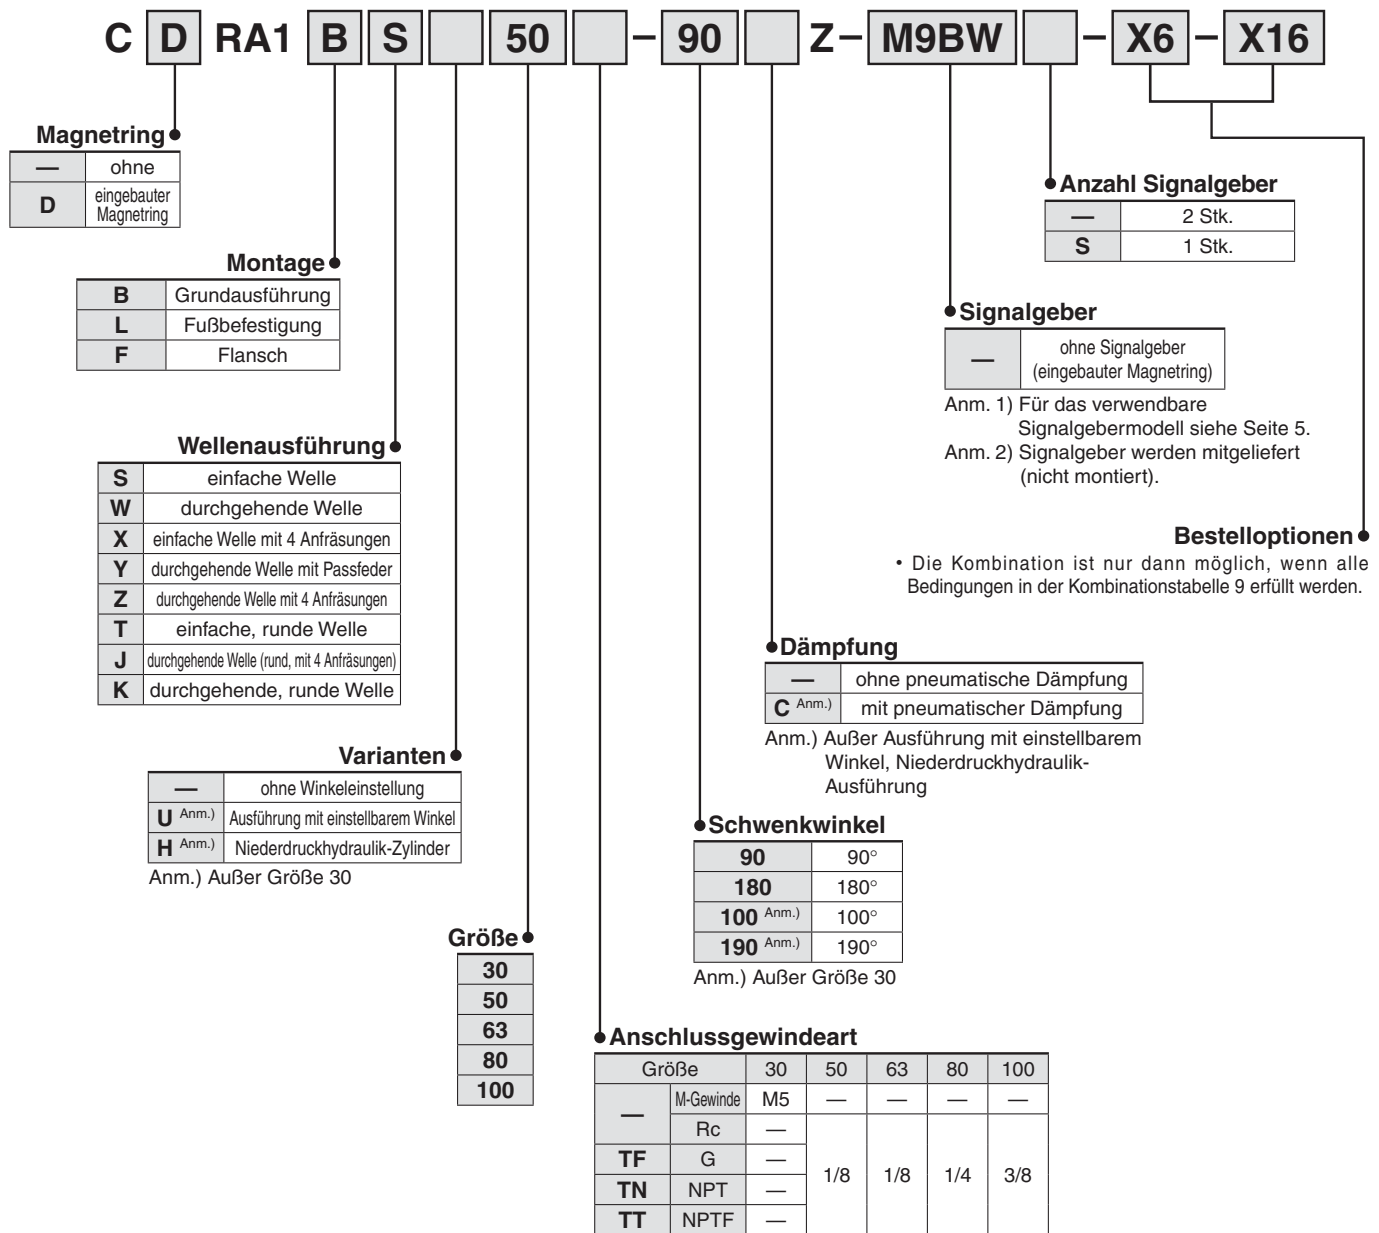 C D RA1 B S 50 – 90 Z – M9BW – X6 – X16
Magnetring
— ohne
D eingebauter Magnetring
Montage
B Grundausführung
L Fußbefestigung
F Flansch
Wellenausführung
S einfache Welle
W durchgehende Welle
X einfache Welle mit 4 Anfräsungen
Y durchgehende Welle mit Passfeder
Z durchgehende Welle mit 4 Anfräsungen
T einfache, runde Welle
J durchgehende Welle (rund, mit 4 Anfräsungen)
K durchgehende, runde Welle
Varianten
— ohne Winkeleinstellung
U Anm.) Ausführung mit einstellbarem Winkel
H Anm.) Niederdruckhydraulik-Zylinder
Anm.) Außer Größe 30
Größe
30
50
63
80
100
Anschlussgewindeart
Größe 30 50 63 80 100
— M-Gewinde M5 — — — —
Rc — 1/8 1/8 1/4 3/8
TF G —
TN NPT —
TT NPTF —
Schwenkwinkel
90 90°
180 180°
100 Anm.) 100°
190 Anm.) 190°
Anm.) Außer Größe 30
Dämpfung
— ohne pneumatische Dämpfung
C Anm.) mit pneumatischer Dämpfung
Anm.) Außer Ausführung mit einstellbarem
Winkel, Niederdruckhydraulik-
Ausführung
Signalgeber
— ohne Signalgeber
(eingebauter Magnetring)
Anm. 1) Für das verwendbare
Signalgebermodell siehe Seite 5.
Anm. 2) Signalgeber werden mitgeliefert
(nicht montiert).
Anzahl Signalgeber
— 2 Stk.
S 1 Stk.
Bestelloptionen
• Die Kombination ist nur dann möglich, wenn alle
Bedingungen in der Kombinationstabelle 9 erfüllt werden.